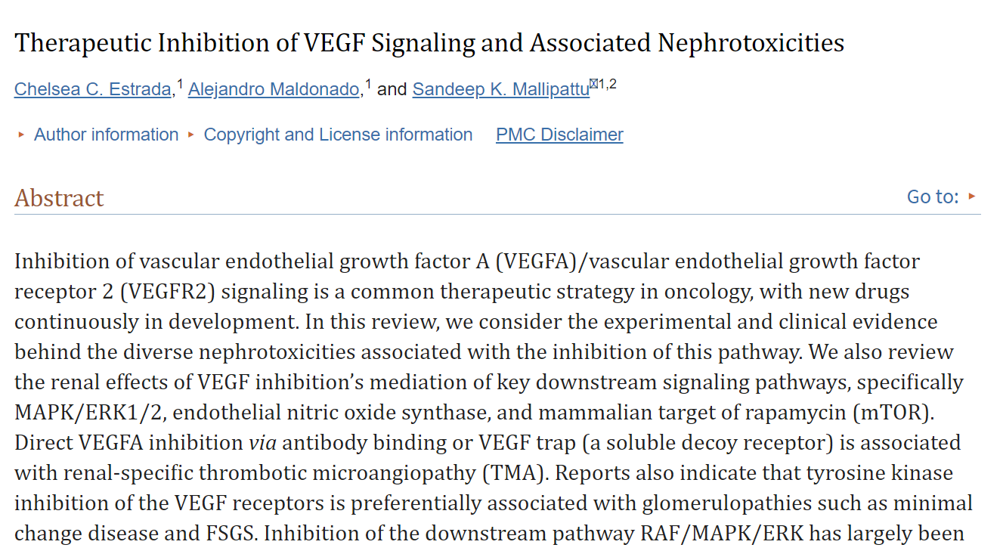 Therapeutic Inhibition of VEGF Signaling and Associated Nephrotoxicities
Chelsea C. Estrada,1 Alejandro Maldonado,1 and Sandeep K. Mallipattu1,2
Author information Copyright and License information PMC Disclaimer
Abstract Go to:
Inhibition of vascular endothelial growth factor A (VEGFA)/vascular endothelial growth factor
receptor 2 (VEGFR2) signaling is a common therapeutic strategy in oncology, with new drugs
continuously in development. In this review, we consider the experimental and clinical evidence
behind the diverse nephrotoxicities associated with the inhibition of this pathway. We also review
the renal effects of VEGF inhibition’s mediation of key downstream signaling pathways, specifically
MAPK/ERK1/2, endothelial nitric oxide synthase, and mammalian target of rapamycin (mTOR).
Direct VEGFA inhibition via antibody binding or VEGF trap (a soluble decoy receptor) is associated
with renal-specific thrombotic microangiopathy (TMA). Reports also indicate that tyrosine kinase
inhibition of the VEGF receptors is preferentially associated with glomerulopathies such as minimal
change disease and FSGS. Inhibition of the downstream pathway RAF/MAPK/ERK has largely been